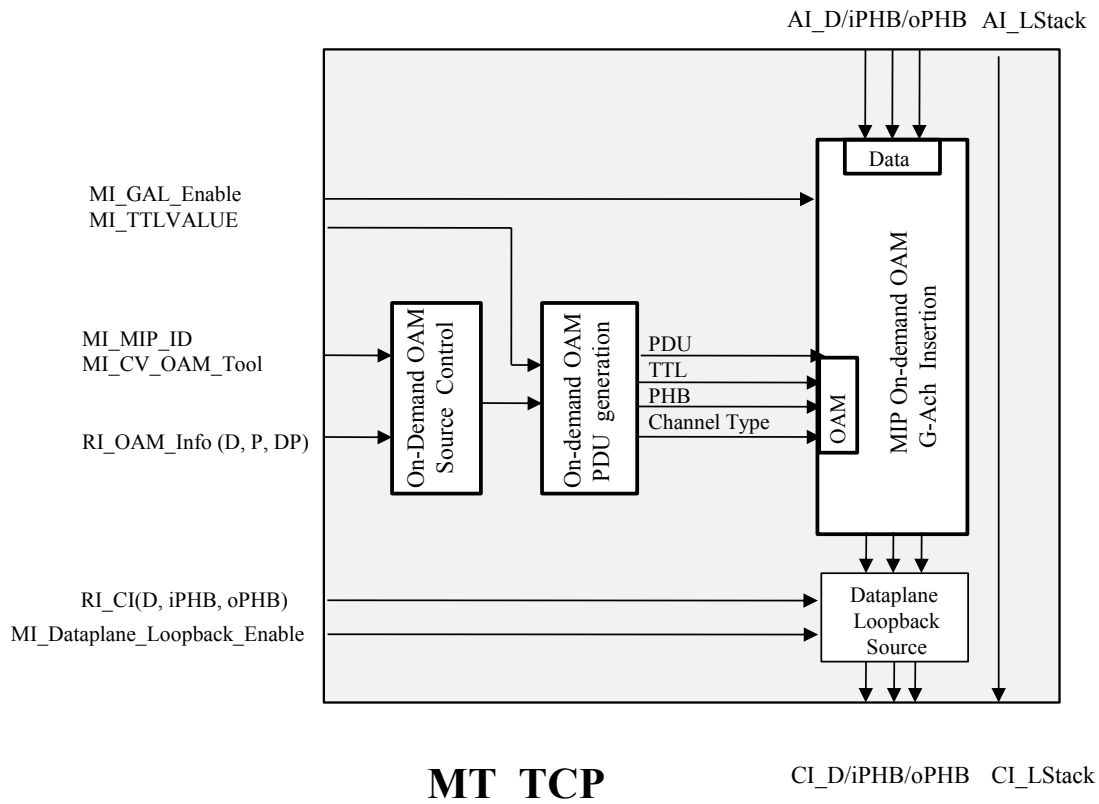 AI_D/iPHB/oPHB AI_LStack
Data
MI_GAL_Enable
MI_TTLVALUE
MIP On-demand OAM
G-Ach Insertion
MI_MIP_ID
MI_CV_OAM_Tool
On-Demand OAM
Source Control
On-demand OAM
PDU generation
PDU
TTL
PHB
Channel Type
OAM
RI_OAM_Info (D, P, DP)
RI_CI(D, iPHB, oPHB)
MI_Dataplane_Loopback_Enable
Dataplane
Loopback
Source
MT TCP
CI_D/iPHB/oPHB CI_LStack